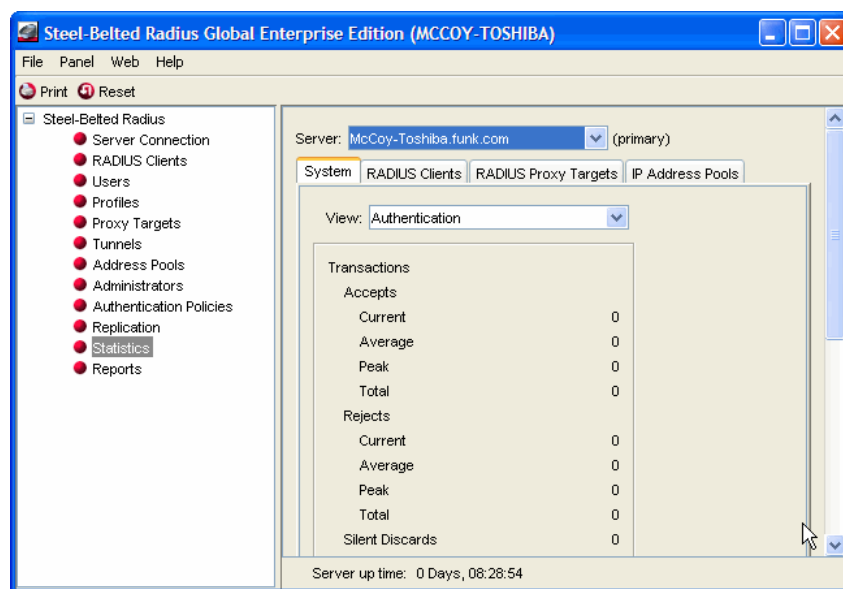 Steel-Belted Radius Global Enterprise Edition (MCCOY-TOSHIBA)
File Panel Web Help
Print Reset
Steel-Belted Radius
Server Connection
RADIUS Clients
Users
Profiles
Proxy Targets
Tunnels
Address Pools
Administrators
Authentication Policies
Replication
Statistics
Reports
Server: McCoy-Toshiba.funk.com (primary)
System RADIUS Clients RADIUS Proxy Targets IP Address Pools
View: Authentication
Transactions
Accepts
Current 0
Average 0
Peak 0
Total 0
Rejects
Current 0
Average 0
Peak 0
Total 0
Silent Discards 0
Server up time: 0 Days, 08:28:54